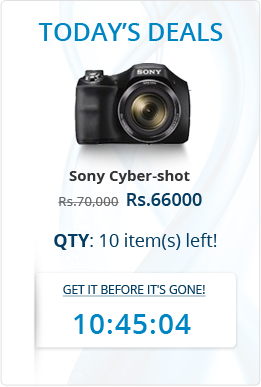 TODAY'S DEALS
SONY
Sony Cyber-shot
Rs.70,000 Rs.66000
QTY: 10 item(s) left!
GET IT BEFORE IT'S GONE!
10:45:04